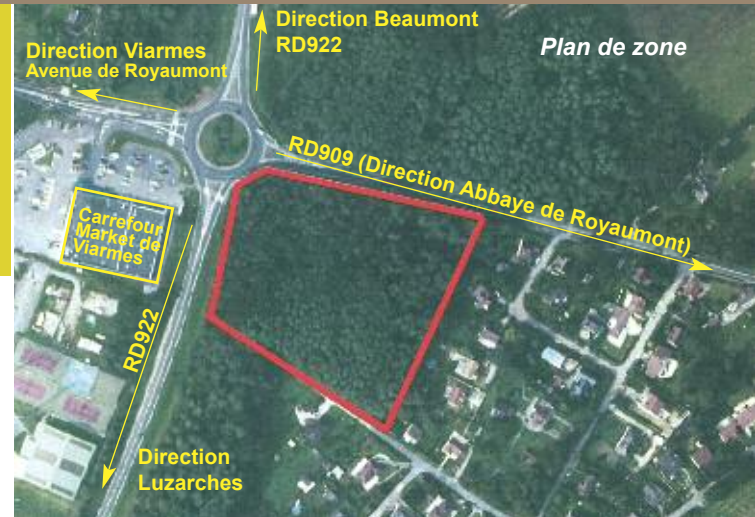 Direction Beaumont
RD922
Plan de zone
Direction Viarmes
Avenue de Royaumont
RD909 (Direction Abbaye de Royaumont)
Carrefour
Market de
Viarmes
RD922
Direction
Luzarches